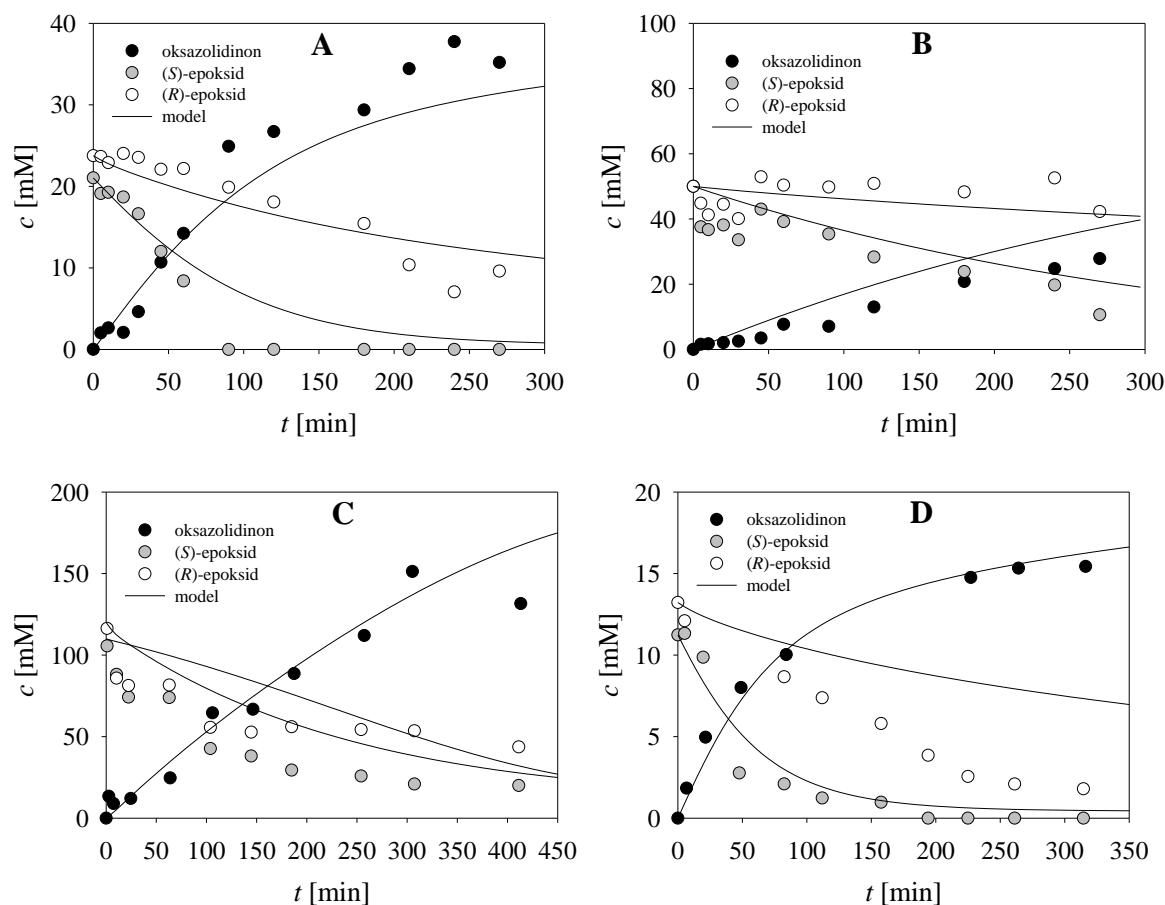 A
oksazolidinon
(S)-epoksid
(R)-epoksid
model
40
30
20
10
0
c [mM]
0 50 100 150 200 250 300
t [min]
B
oksazolidinon
(S)-epoksid
(R)-epoksid
model
100
80
60
40
20
0
c [mM]
0 50 100 150 200 250 300
t [min]
C
oksazolidinon
(S)-epoksid
(R)-epoksid
model
200
150
100
50
0
c [mM]
0 50 100 150 200 250 300 350 400 450
t [min]
D
oksazolidinon
(S)-epoksid
(R)-epoksid
model
20
15
10
5
0
c [mM]
0 50 100 150 200 250 300 350
t [min]